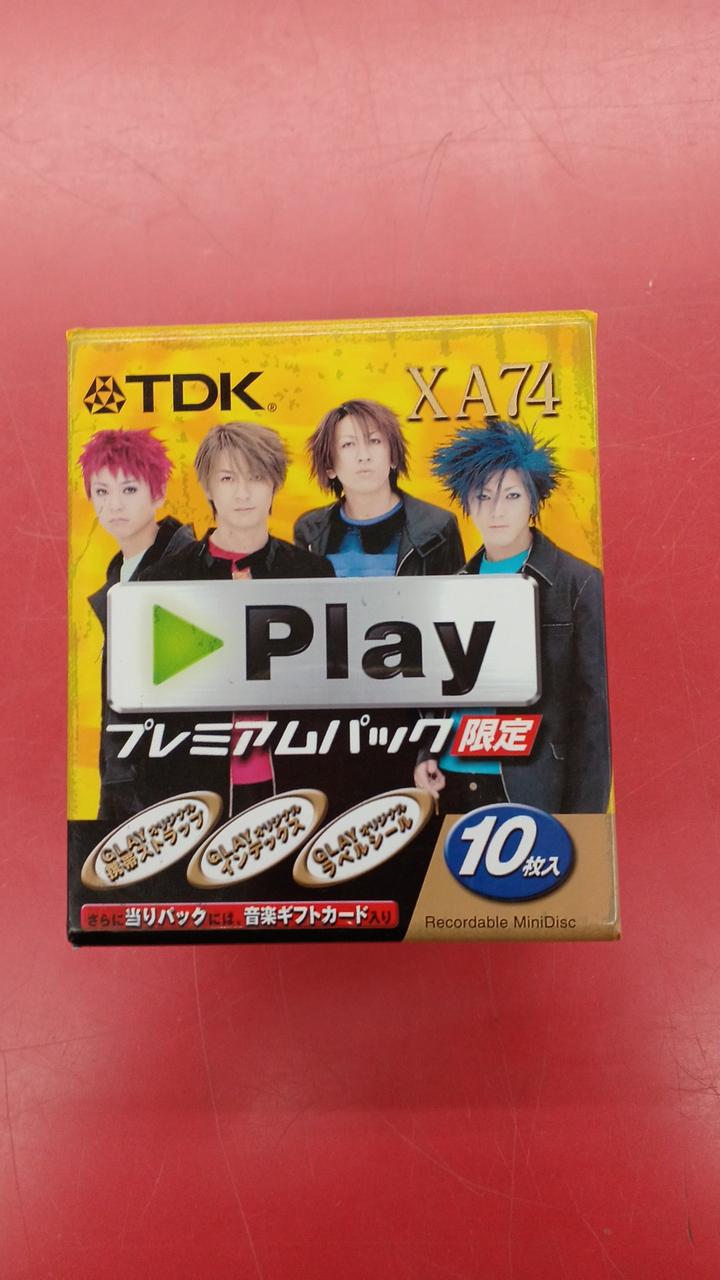 TDK®
XA74
Play
プレミアムパック 限定
GLAYオリジナル
携帯ストラップ
GLAYオリジナル
インデックス
GLAYオリジナル
ラベルシール
10枚入
さらに当りパックには、音楽ギフトカード入り
Recordable MiniDisc